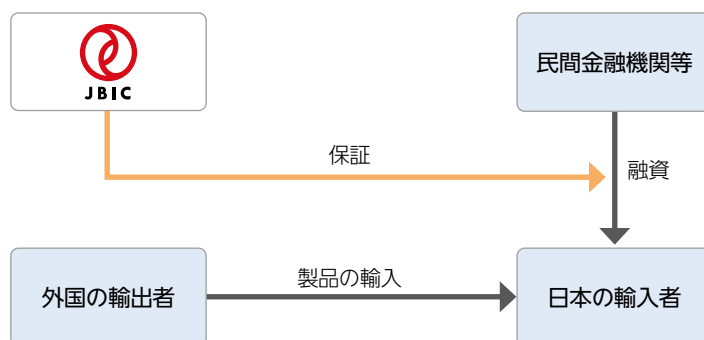 JBIC
民間金融機関等
保証
融資
外国の輸出者
製品の輸入
日本の輸入者